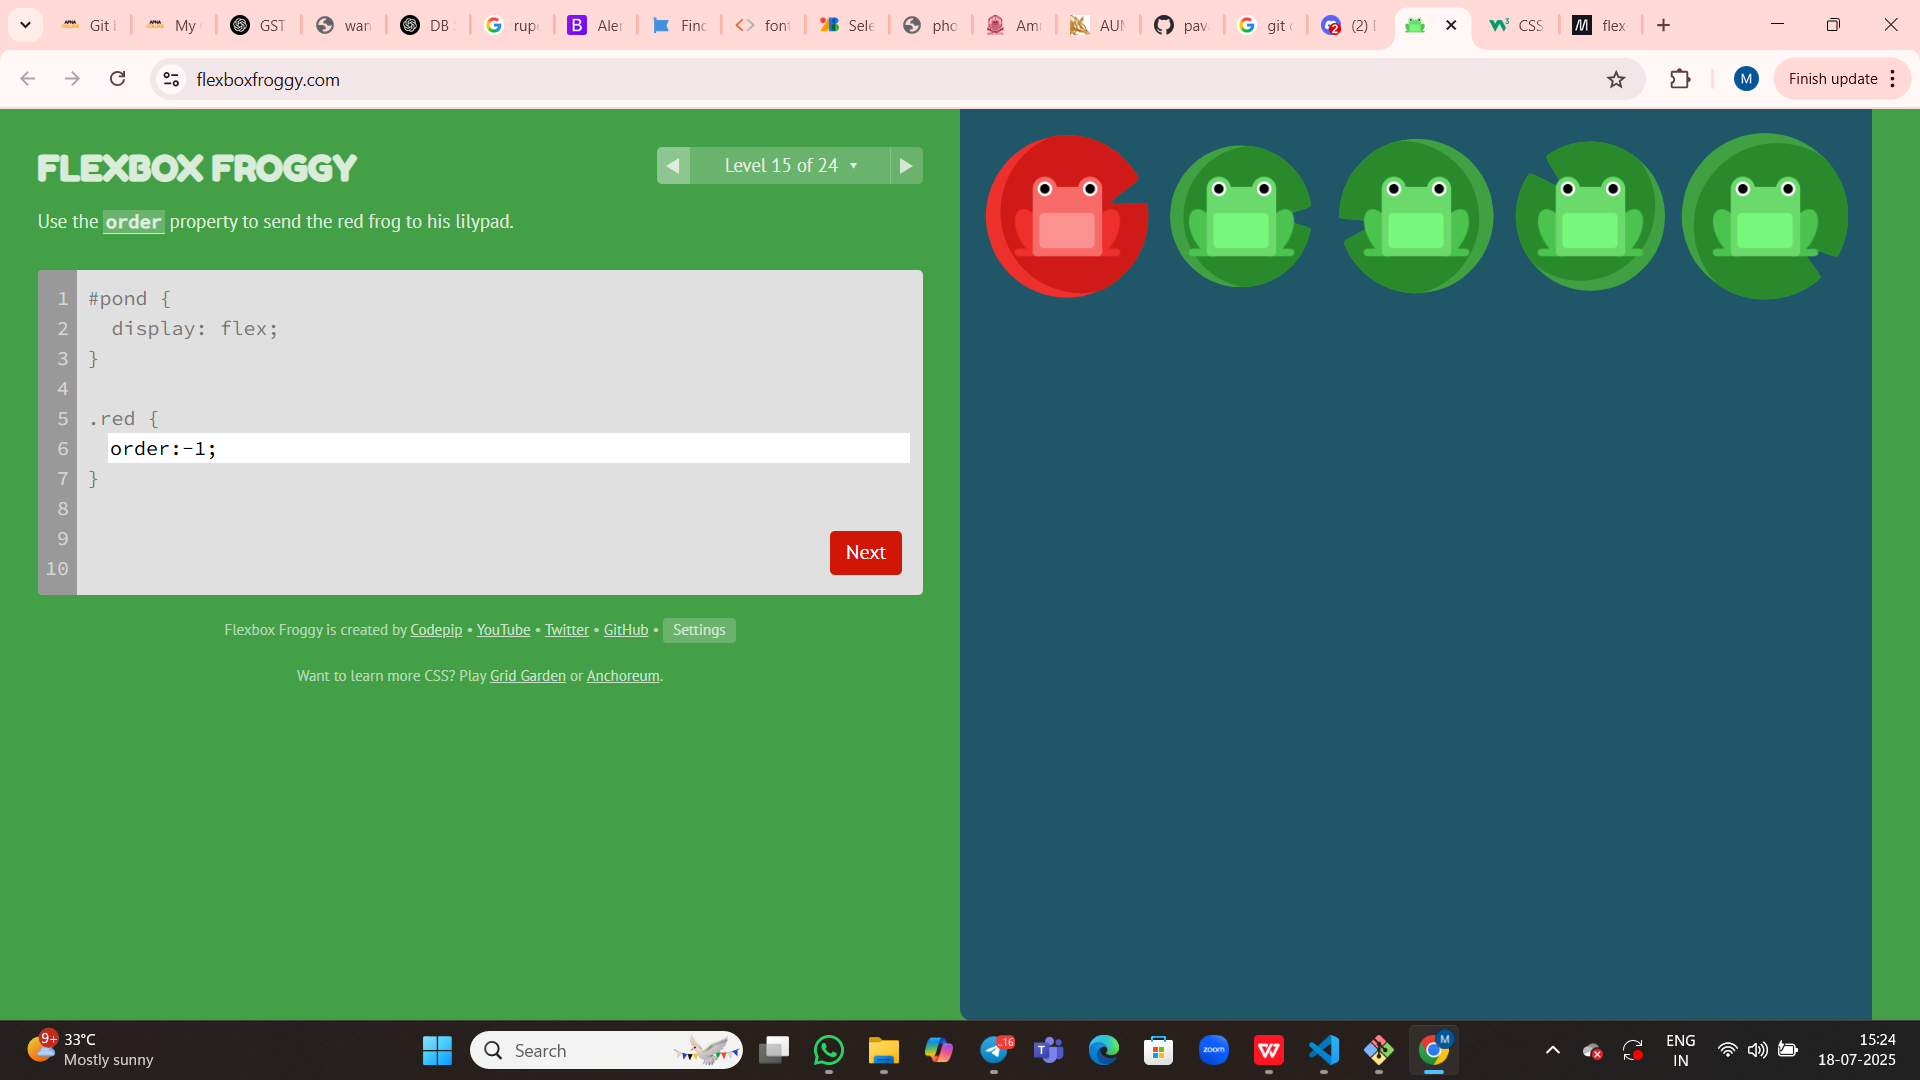 Git l
My
GST
wan
DB
rupe
Aler
Finc
font
Sele
pho
Am
AUM
pav
git c
(2)
CSS
flex
flexboxfroggy.com
M
Finish update
FLEXBOX FROGGY
Level 15 of 24
Use the order property to send the red frog to his lilypad.
1 #pond {
2 display: flex;
3 }
4
5 .red {
6 order:-1;
7 }
8
9
10
Next
Flexbox Froggy is created by Codepip • YouTube • Twitter • GitHub • Settings
Want to learn more CSS? Play Grid Garden or Anchoreum.
9+
33°C
Mostly sunny
Search
..16
zoom
M
ENG
IN
15:24
18-07-2025